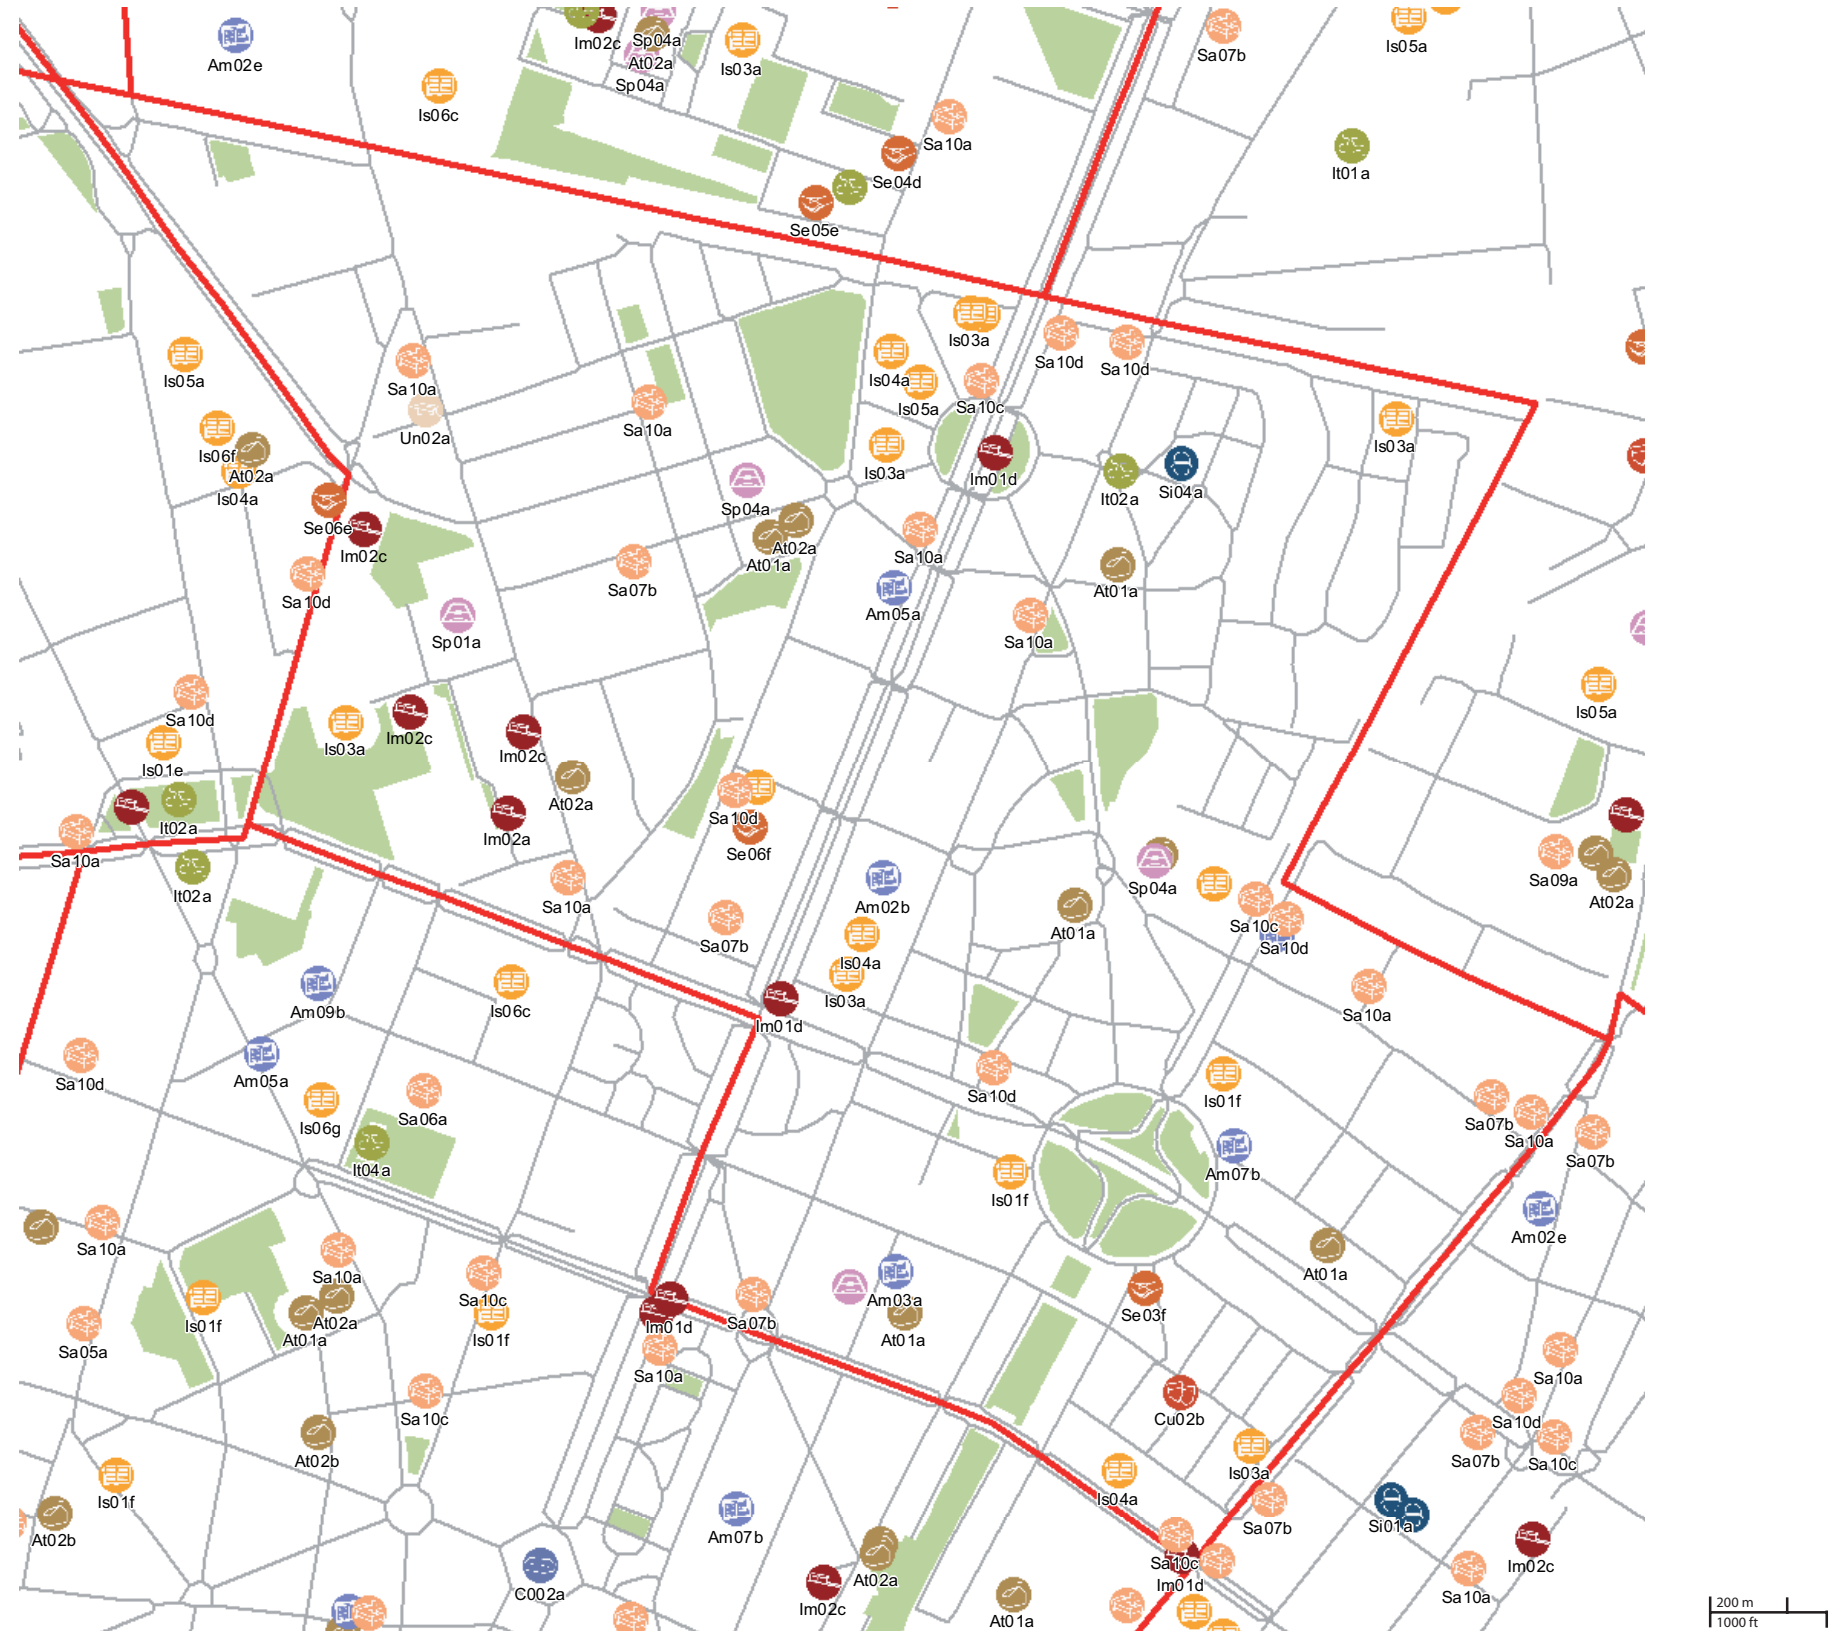 Is05a
Im02c
Sp04a
Sa07b
Am02e
At02a
Is03a
Sp04a
Is06c
Sa10a
It01a
Se04d
Se05e
Is03a
Sa10d
Sa10d
Is05a
Is04a
Sa10a
Is05a
Sa10c
Is03a
Sa10a
Un02a
Is06f
Is03a
At02a
Im01d
Si04a
Is04a
It02a
Sp04a
Se06e
At02a
Im02c
Sa10a
At01a
Sa07b
At01a
Sa10d
Am05a
Sp01a
Sa10a
Is05a
Sa10d
Im02c
Is03a
Im02c
Is01e
At02a
Sa10d
It02a
Im02a
Se06f
Sa10a
Sp04a
Sa09a
It02a
At02a
Am02b
Sa10a
Sa10c
At01a
Sa07b
Sa10d
Is04a
Is03a
Am09b
Is06c
Sa10a
Im01d
Am05a
Sa10d
Sa10d
Is01f
Sa06a
Is06g
Sa07b
Sa10a
Sa07b
It04a
Am07b
Is01f
Am02e
Sa10a
At01a
Sa10a
Sa10c
Am03a
Se03f
Is01f
At02a
Sa07b
Im01d
At01a
Is01f
At01a
Sa05a
Sa10a
Sa10a
Sa10c
Cu02b
Sa10d
At02b
Sa07b
Sa10c
Is03a
Is01f
Is04a
Si01a
Sa07b
Am07b
At02b
Sa10c
Im02c
At02a
Im01d
C002a
Sa10a
Im02c
At01a
200 m
1000 ft